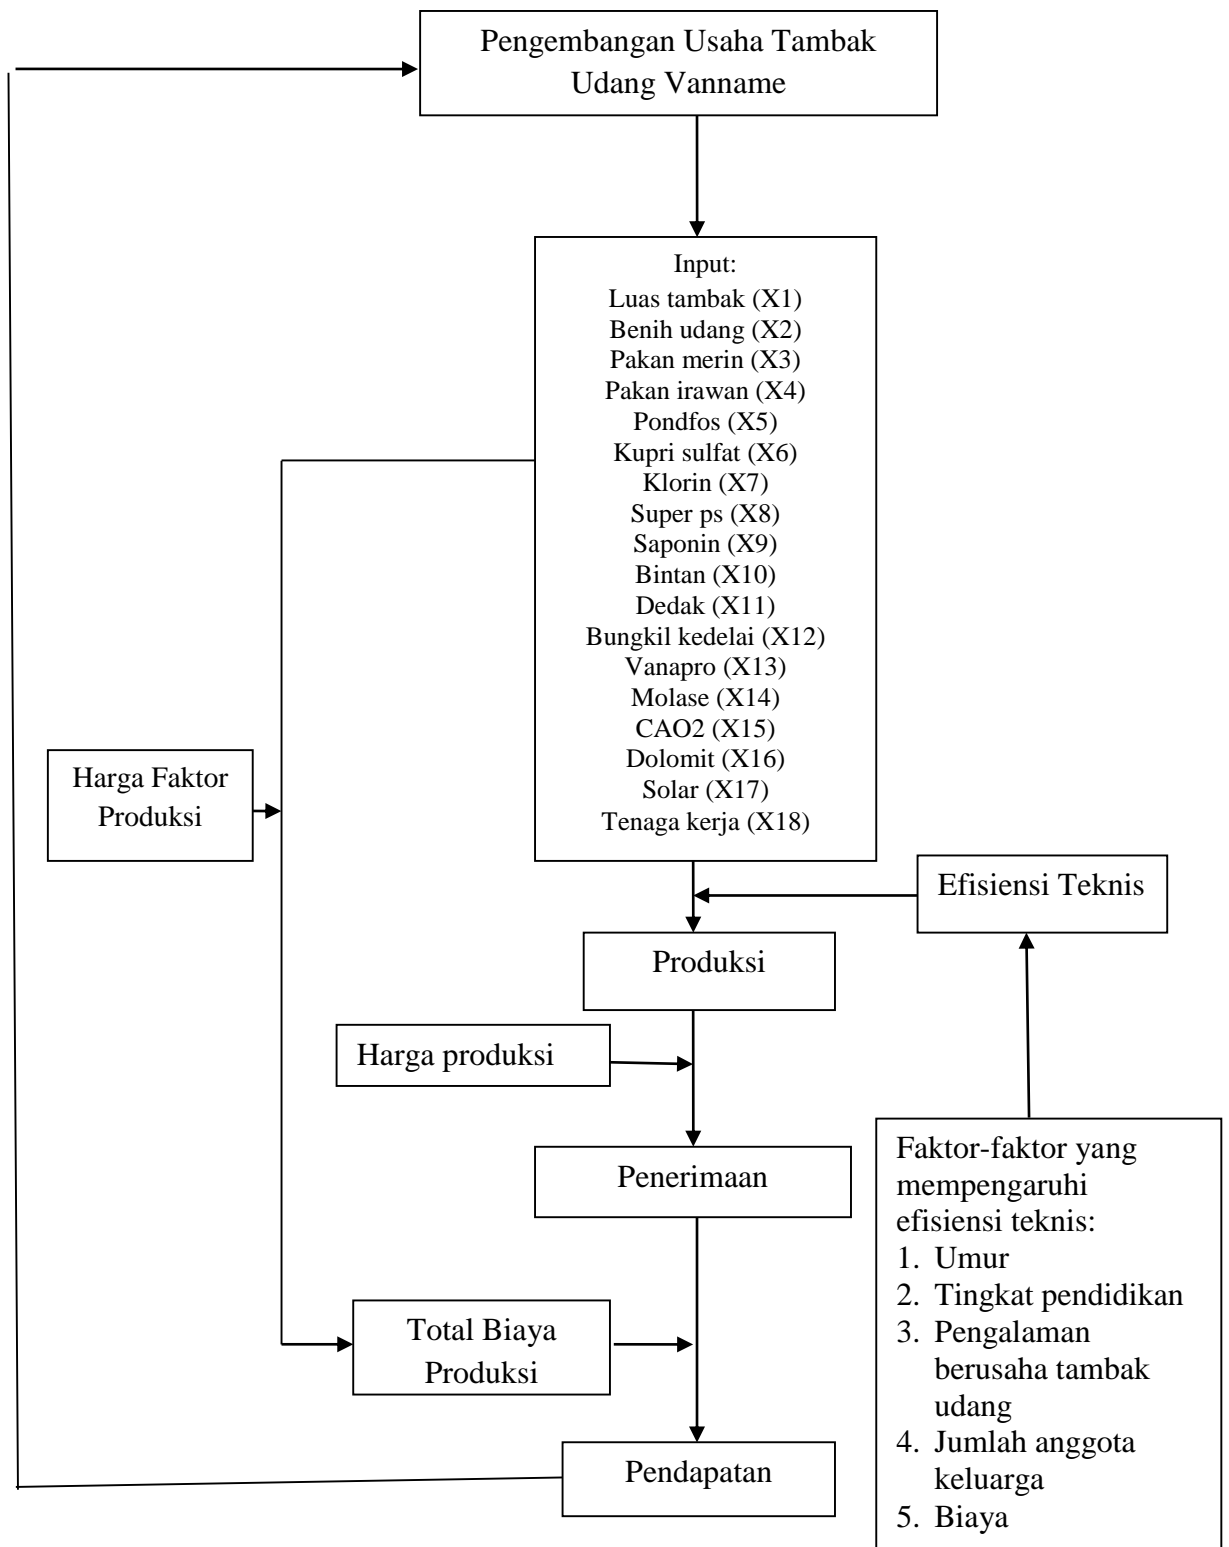 Pengembangan Usaha Tambak
Udang Vanname
Input:
Luas tambak (X1)
Benih udang (X2)
Pakan merin (X3)
Pakan irawan (X4)
Pondfos (X5)
Kupri sulfat (X6)
Klorin (X7)
Super ps (X8)
Saponin (X9)
Bintan (X10)
Dedak (X11)
Bungkil kedelai (X12)
Vanapro (X13)
Molase (X14)
CAO2 (X15)
Dolomit (X16)
Solar (X17)
Tenaga kerja (X18)
Harga Faktor
Produksi
Efisiensi Teknis
Produksi
Harga produksi
Penerimaan
Faktor-faktor yang
mempengaruhi
efisiensi teknis:
1. Umur
2. Tingkat pendidikan
3. Pengalaman
berusaha tambak
udang
4. Jumlah anggota
keluarga
5. Biaya
Total Biaya
Produksi
Pendapatan